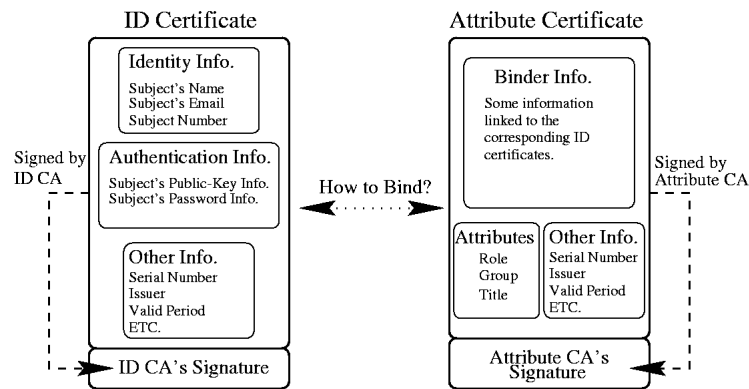 ID Certificate
Identity Info.
Subject's Name
Subject's Email
Subject Number
Signed by
ID CA
Authentication Info.
Subject's Public-Key Info.
Subject's Password Info.
Other Info.
Serial Number
Issuer
Valid Period
ETC.
ID CA's Signature
How to Bind?
Attribute Certificate
Binder Info.
Some information
linked to the
corresponding ID
certificates.
Signed by
Attribute CA
Attributes
Role
Group
Title
Other Info.
Serial Number
Issuer
Valid Period
ETC.
Attribute CA's
Signature